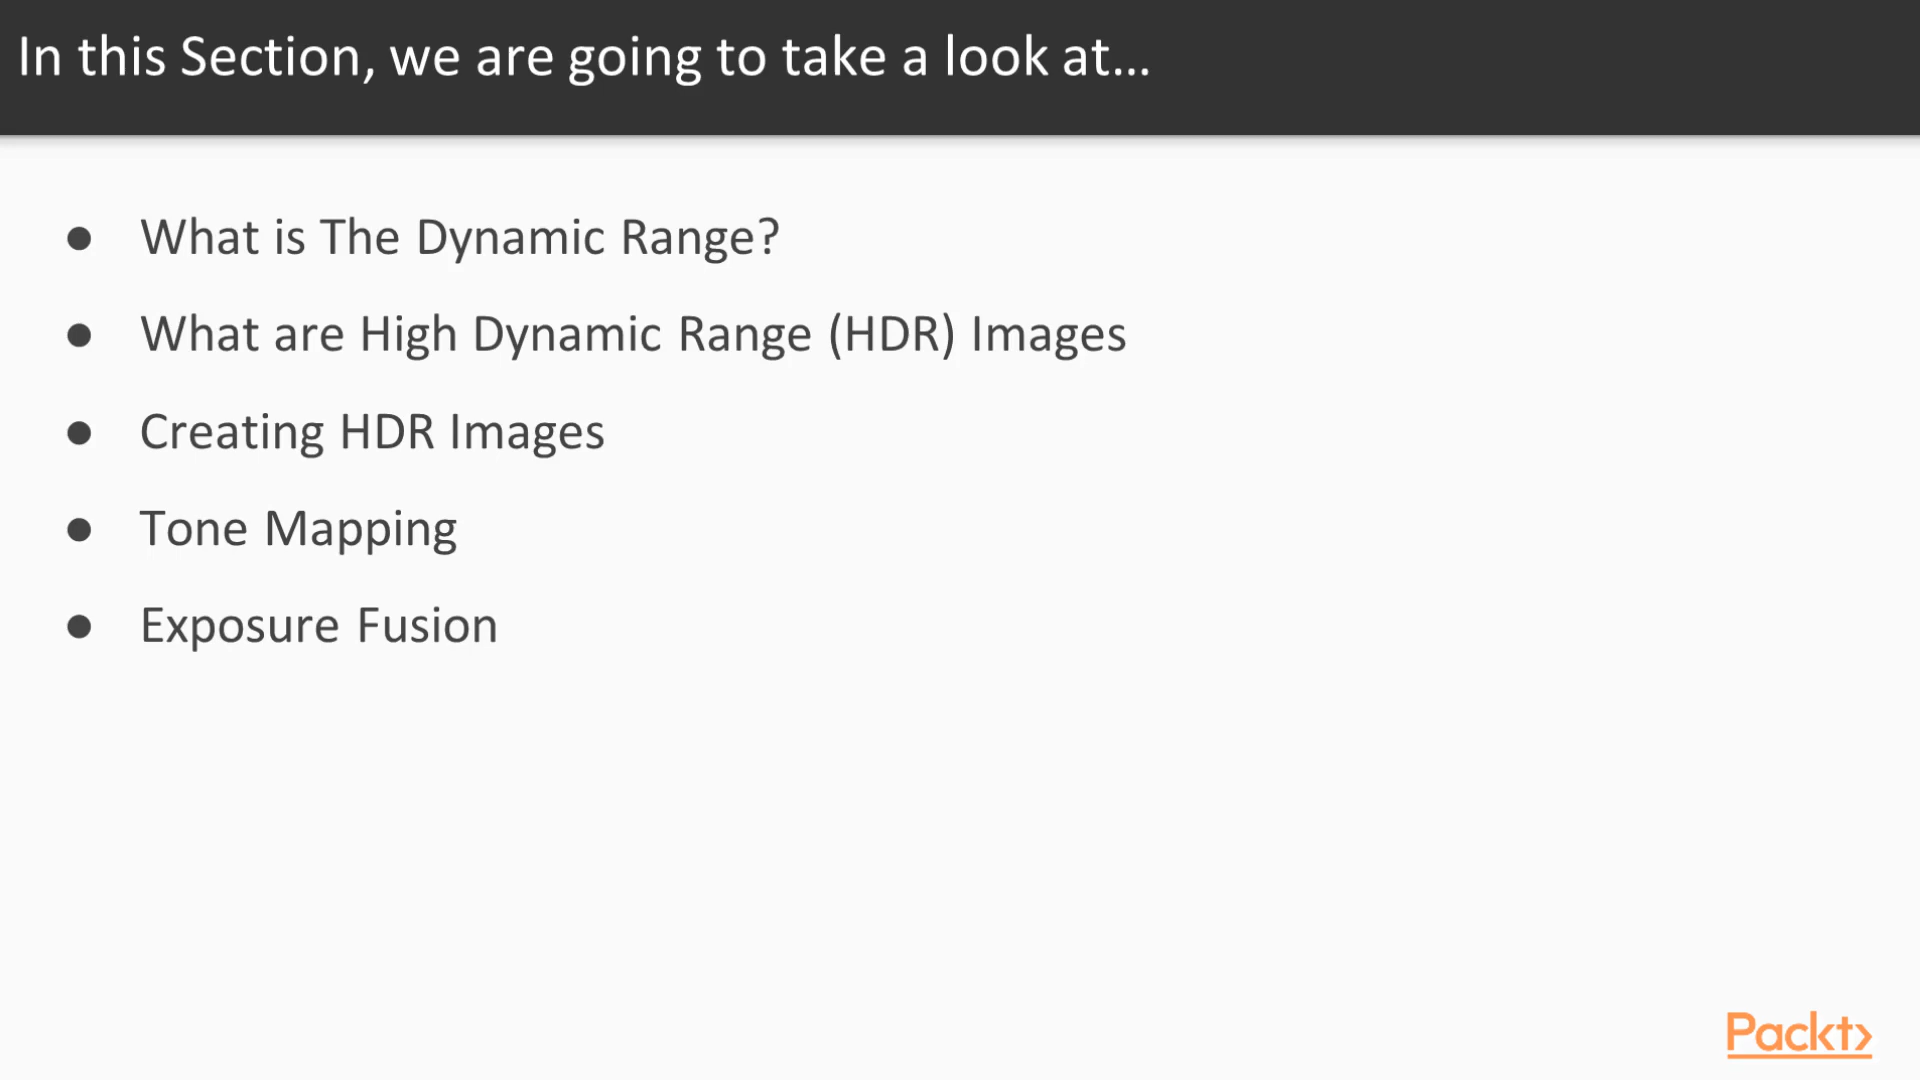 In this Section, we are going to take a look at...
● What is The Dynamic Range?
● What are High Dynamic Range (HDR) Images
● Creating HDR Images
● Tone Mapping
● Exposure Fusion
Packt>